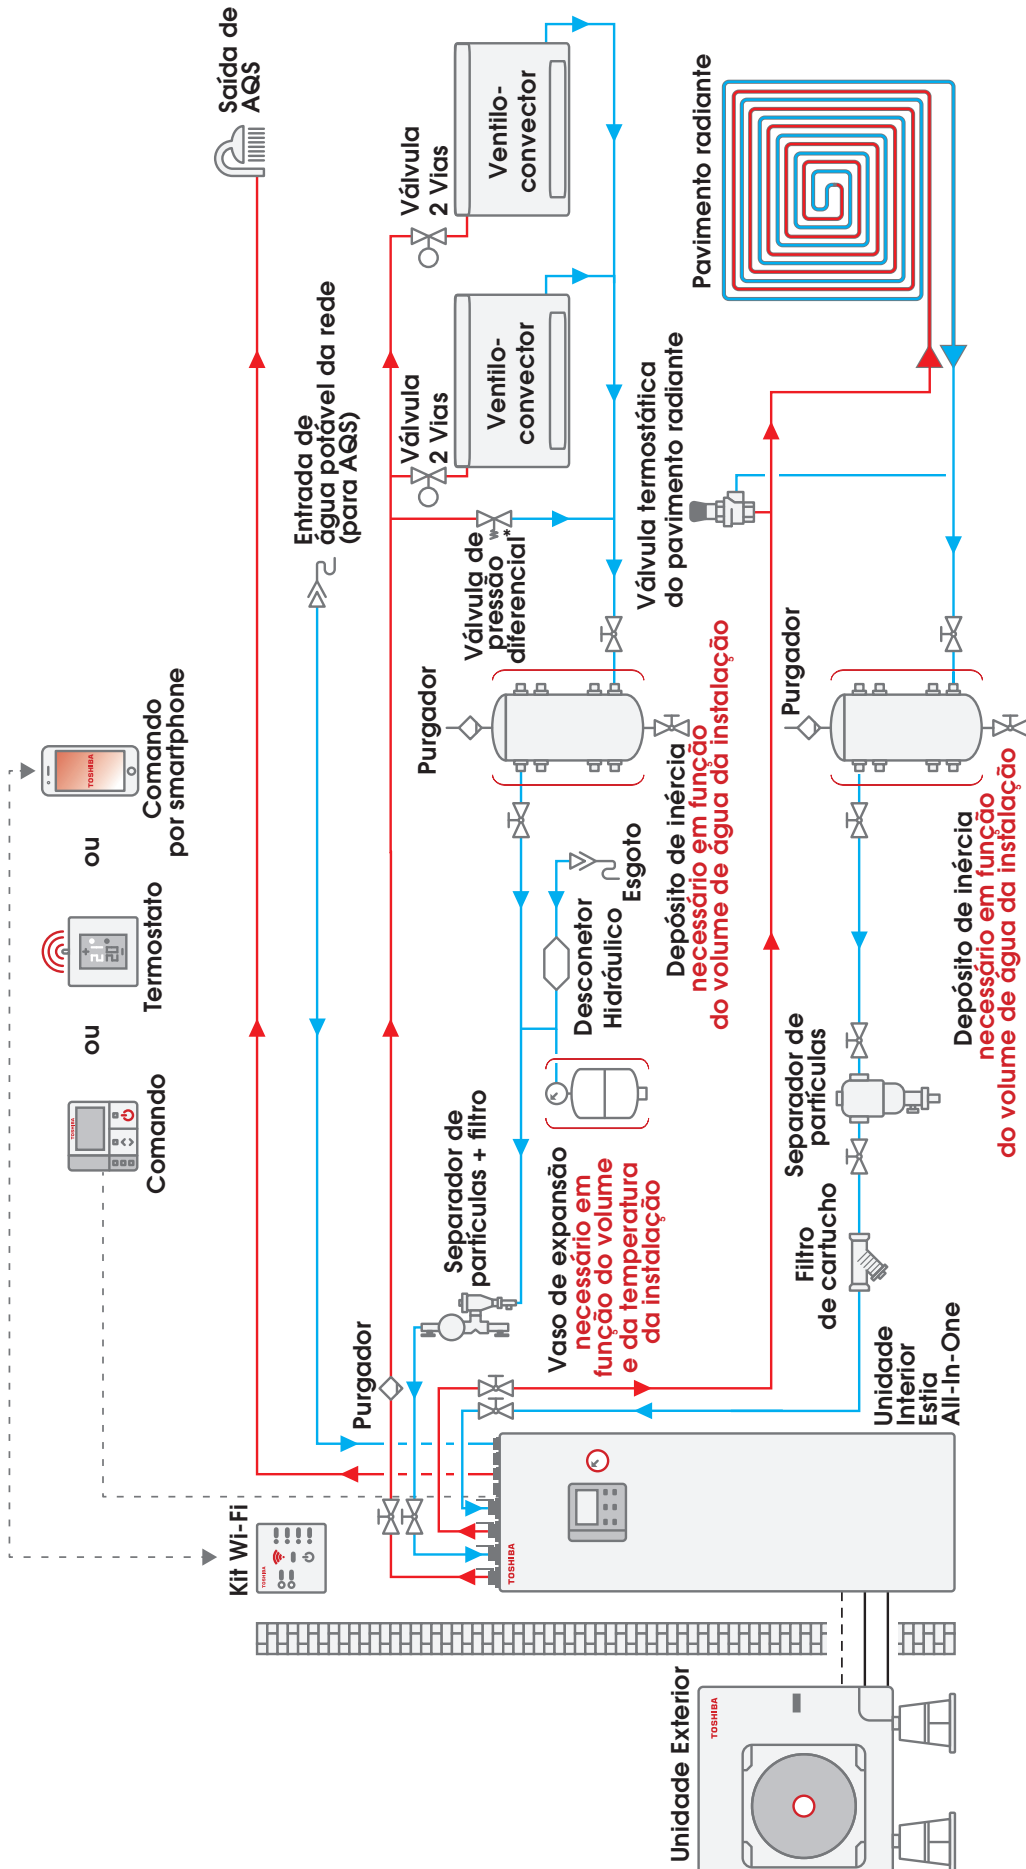 Unidade Exterior
TOSHIBA
Kit Wi-Fi
TOSHIBA
Comando
TOSHIBA
ou
Termostato
21°
20
ou
Comando
por smartphone
TOSHIBA
Saída de
AQS
Entrada de
água potável da rede
(para AQS)
Purgador
Separador de
partículas + filtro
Vaso de expansão
necessário em
função do volume
e da temperatura
da instalação
Desconetor
Hidráulico
Esgoto
Purgador
Depósito de inércia
necessário em função
do volume de água da instalação
Válvula de
pressão
diferencial*
Válvula
2 Vias
Ventilo-
convector
Válvula
2 Vias
Ventilo-
convector
TOSHIBA
Unidade
Interior
Estia
All-In-One
Filtro
de cartucho
Separador de
partículas
Purgador
Depósito de inércia
necessário em função
do volume de água da instalação
Válvula termostática
do pavimento radiante
Pavimento radiante